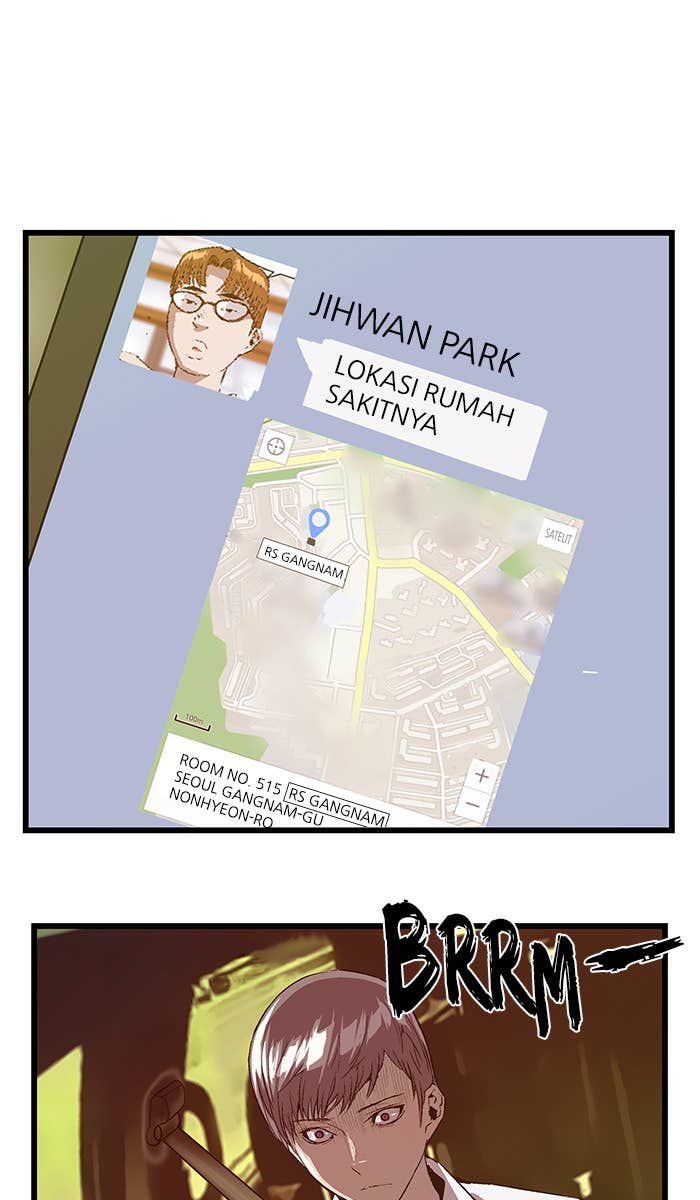 JIHWAN PARK
LOKASI RUMAH
SAKITNYA
SATELIT
RS GANGNAM
100m
+
−
ROOM NO. 515 RS GANGNAM
SEOUL GANGNAM-GU
NONHYEON-RO
BRRM—